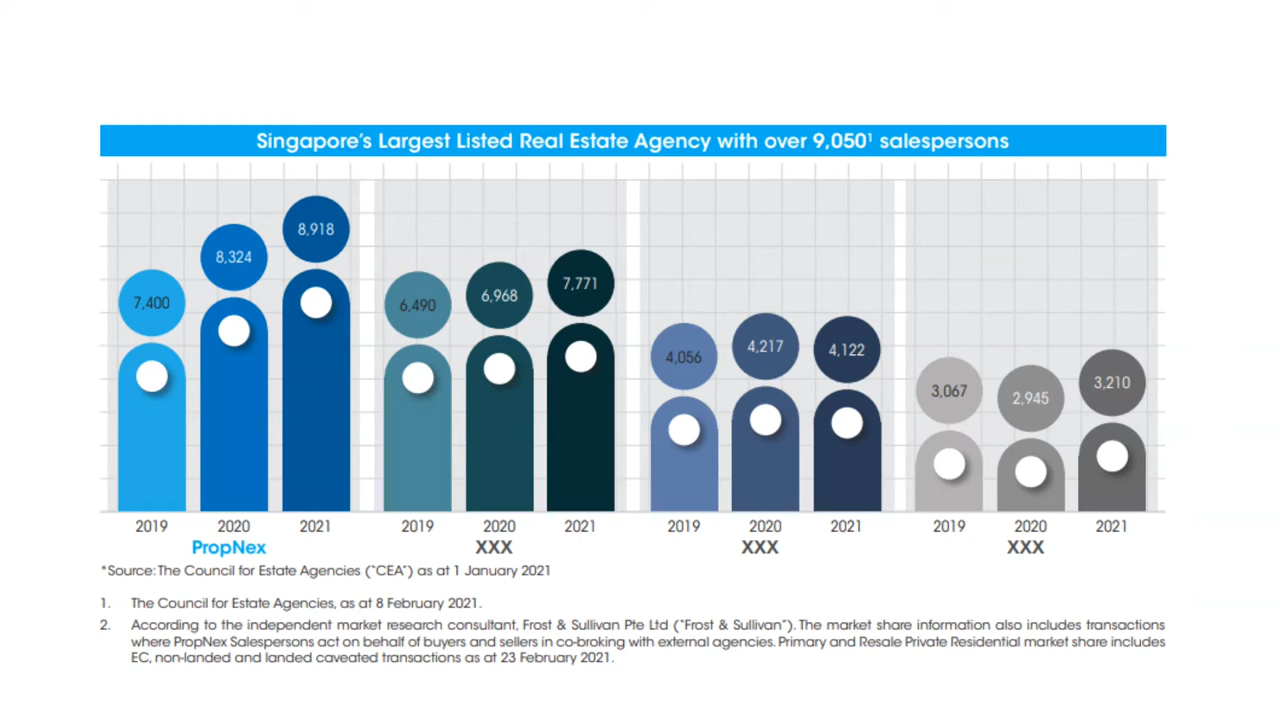 Singapore's Largest Listed Real Estate Agency with over 9,050¹ salespersons
7,400
8,324
8,918
6,490
6,968
7,771
4,056
4,217
4,122
3,067
2,945
3,210
2019 2020 2021 2019 2020 2021 2019 2020 2021 2019 2020 2021
PropNex XXX XXX XXX
*Source: The Council for Estate Agencies ("CEA") as at 1 January 2021
1. The Council for Estate Agencies, as at 8 February 2021.
2. According to the independent market research consultant, Frost & Sullivan Pte Ltd ("Frost & Sullivan"). The market share information also includes transactions
where PropNex Salespersons act on behalf of buyers and sellers in co-broking with external agencies. Primary and Resale Private Residential market share includes
EC, non-landed and landed caveated transactions as at 23 February 2021.